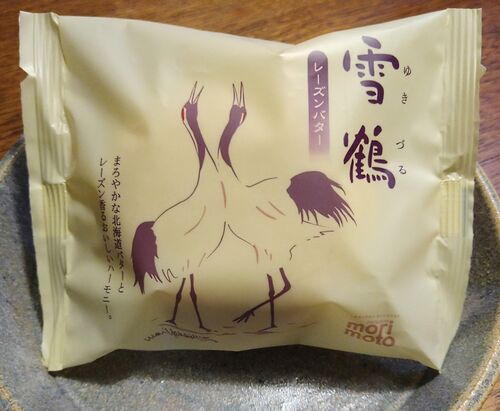 雪鶴
ゆきづる
レーズンバター
まろやかな北海道バターと
レーズン香るおいしいハーモニー。
mori
moto